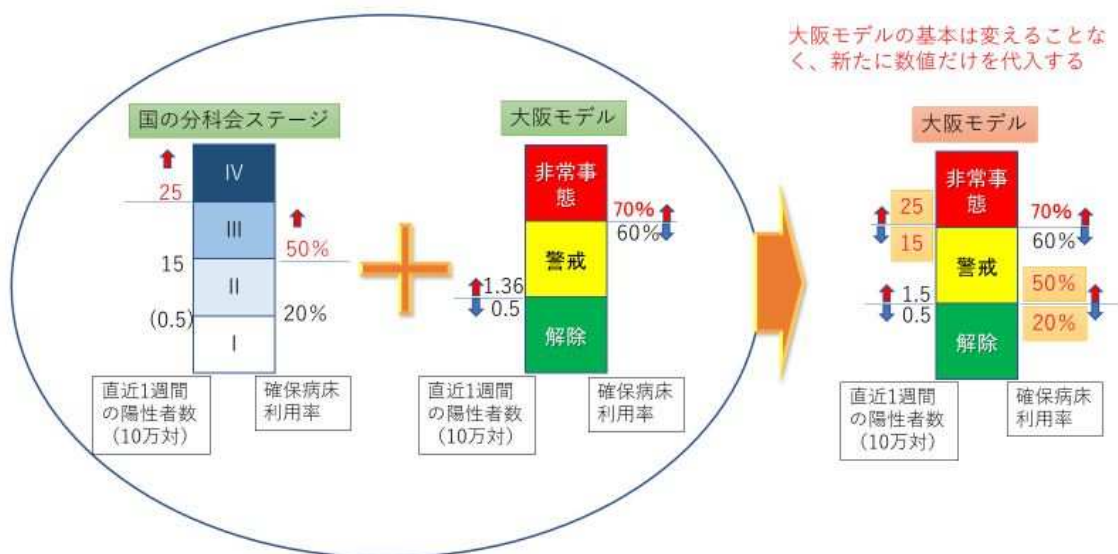 大阪モデルの基本は変えることな
く、新たに数値だけを代入する
国の分科会ステージ
IV
III
II
I
25
15
(0.5)
50%
20%
直近1週間
の陽性者数
（10万対）
確保病床
利用率
大阪モデル
非常事
態
警戒
解除
70%
60%
1.36
0.5
直近1週間
の陽性者数
（10万対）
確保病床
利用率
大阪モデル
非常事
態
警戒
解除
25
15
70%
60%
1.5
0.5
50%
20%
直近1週間
の陽性者数
（10万対）
確保病床
利用率